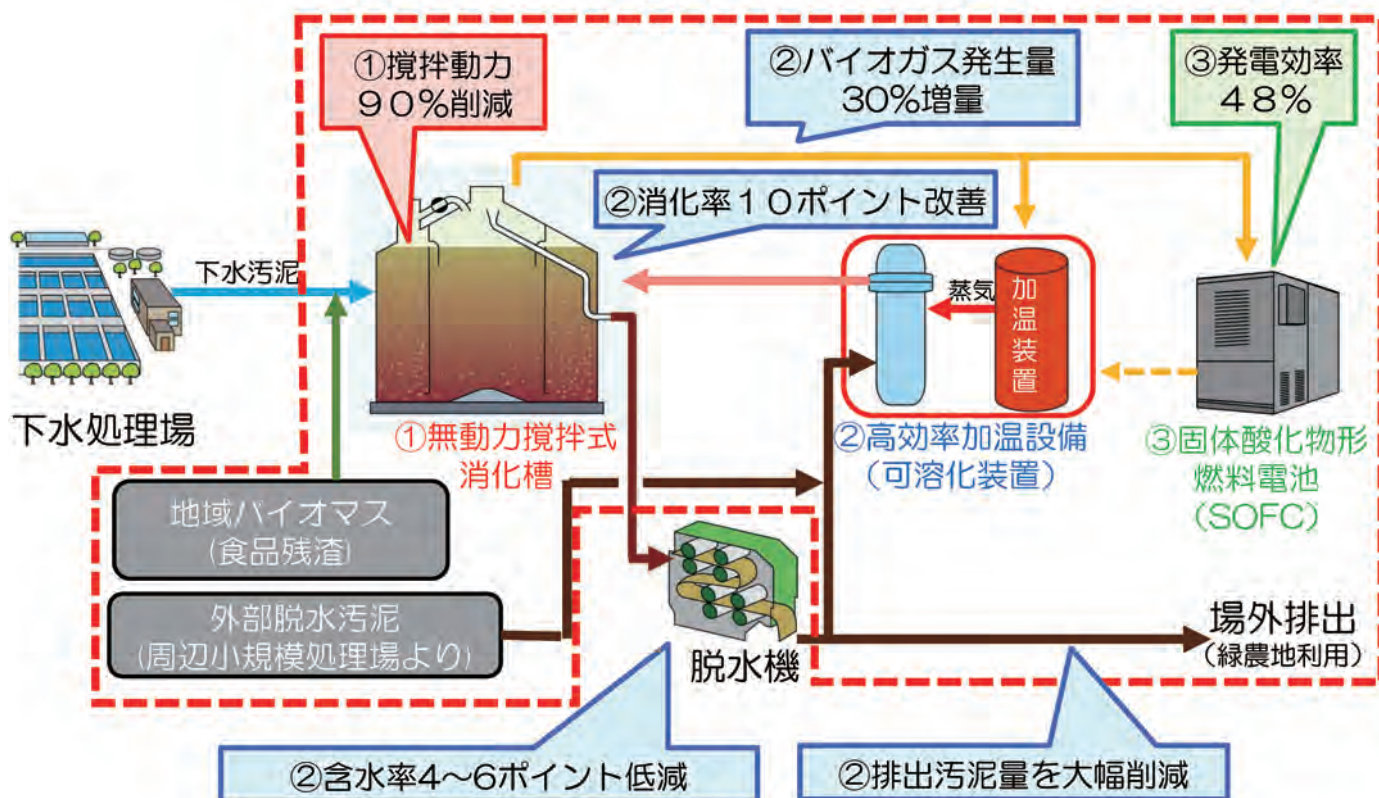 ①撹拌動力
９０%削減
②バイオガス発生量
30%増量
③発電効率
４８%
②消化率１０ポイント改善
下水汚泥
蒸気
加温装置
下水処理場
①無動力撹拌式
消化槽
②高効率加温設備
（可溶化装置）
③固体酸化物形
燃料電池
（SOFC）
地域バイオマス
(食品残渣)
外部脱水汚泥
(周辺小規模処理場より)
脱水機
場外排出
（緑農地利用）
②含水率4～6ポイント低減
②排出汚泥量を大幅削減